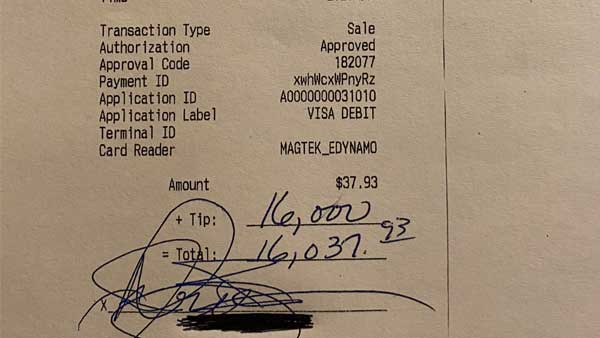 Transaction Type Sale
Authorization Approved
Approval Code 182077
Payment ID xwhWcxWPnyRz
Application ID A0000000031010
Application Label VISA DEBIT
Terminal ID
Card Reader MAGTEK_EDYNAMO
Amount $37.93
+ Tip: 16,000
= Total: 16,037.93
X